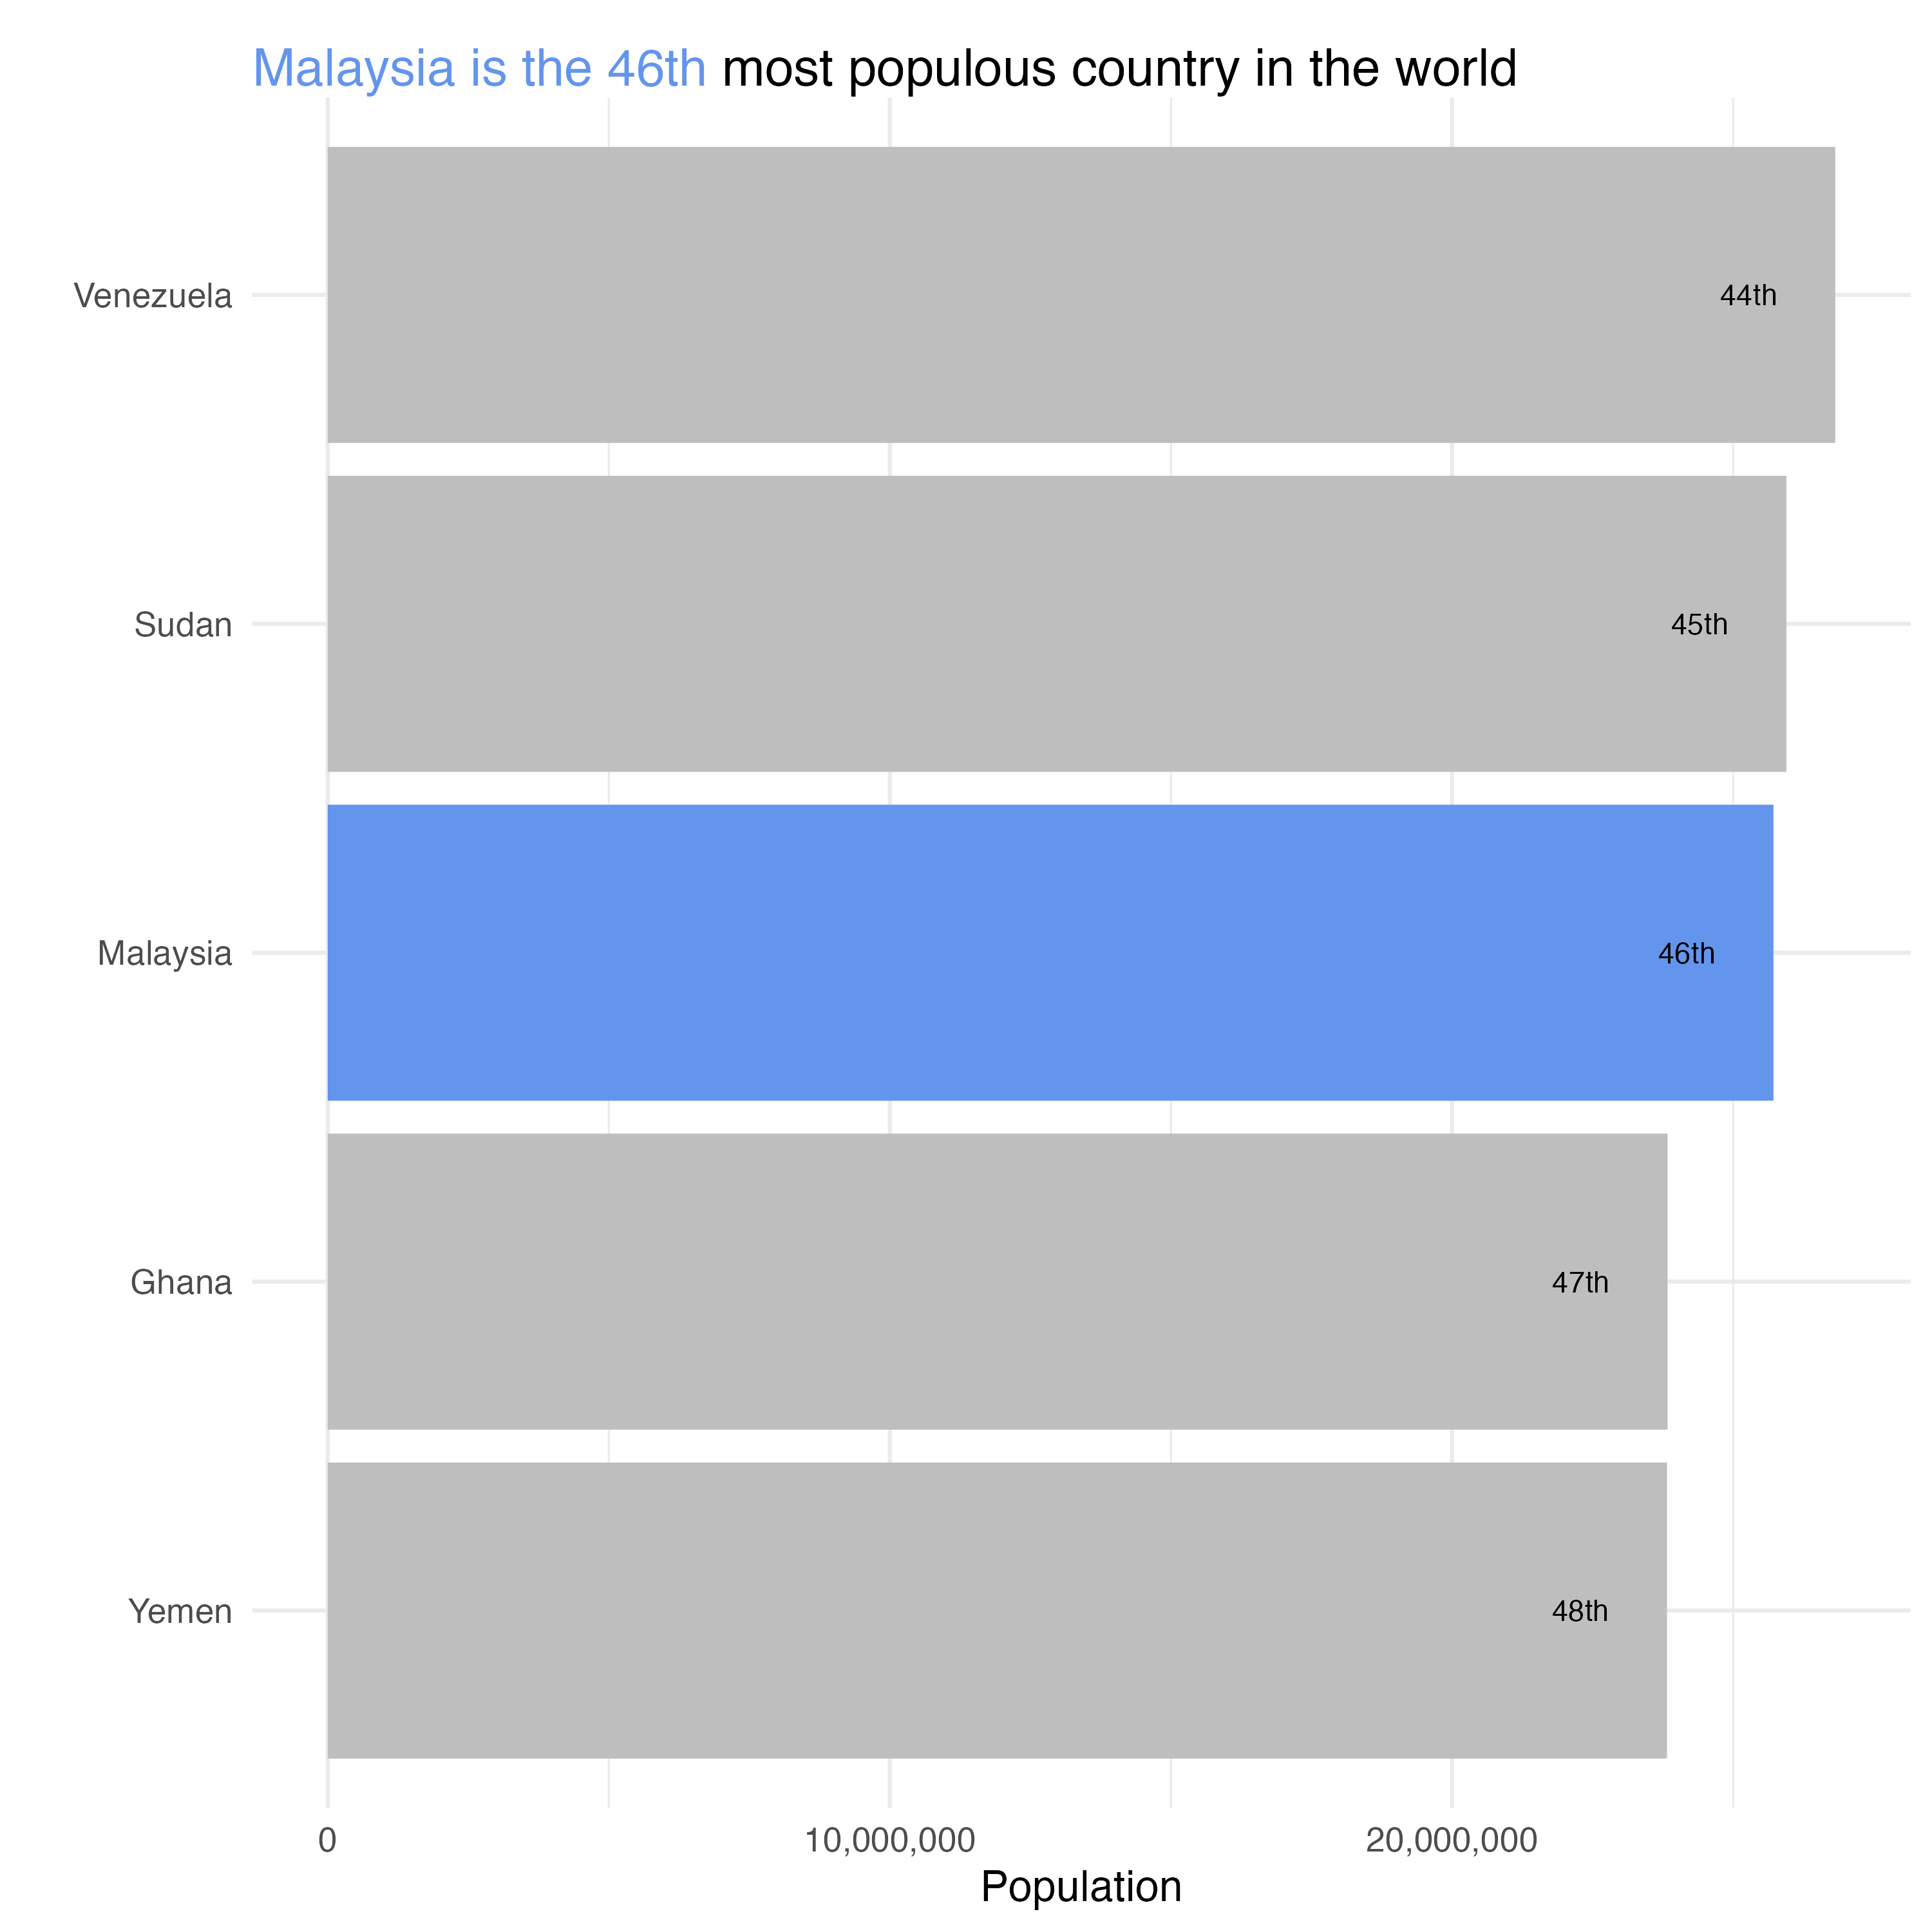 Malaysia is the 46th most populous country in the world
Venezuela
44th
Sudan
45th
Malaysia
46th
Ghana
47th
Yemen
48th
0
10,000,000
20,000,000
Population